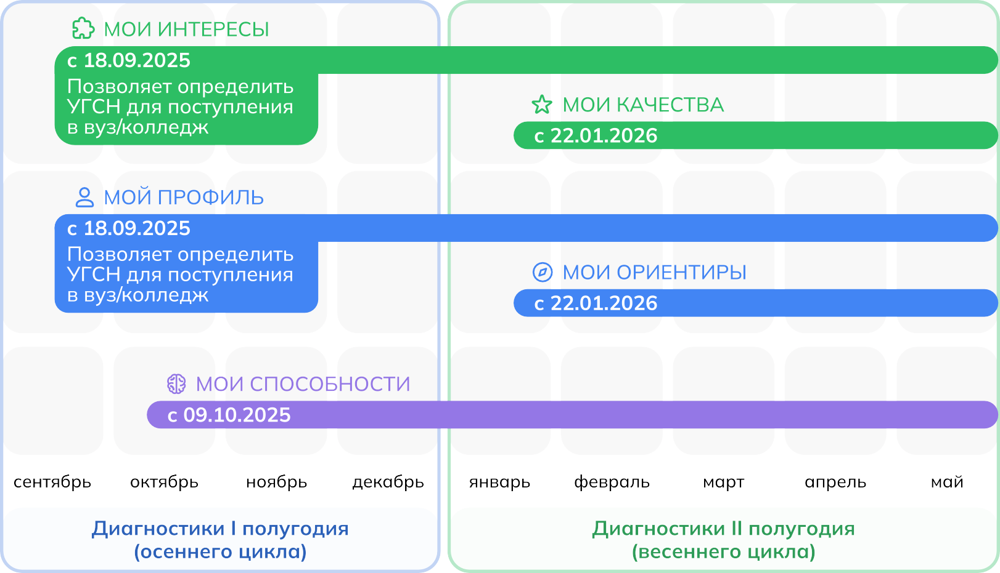 МОИ ИНТЕРЕСЫ
с 18.09.2025
Позволяет определить
УГСН для поступления
в вуз/колледж
МОИ КАЧЕСТВА
с 22.01.2026
МОЙ ПРОФИЛЬ
с 18.09.2025
Позволяет определить
УГСН для поступления
в вуз/колледж
МОИ ОРИЕНТИРЫ
с 22.01.2026
МОИ СПОСОБНОСТИ
с 09.10.2025
сентябрь октябрь ноябрь декабрь январь февраль март апрель май
Диагностики I полугодия
(осеннего цикла)
Диагностики II полугодия
(весеннего цикла)